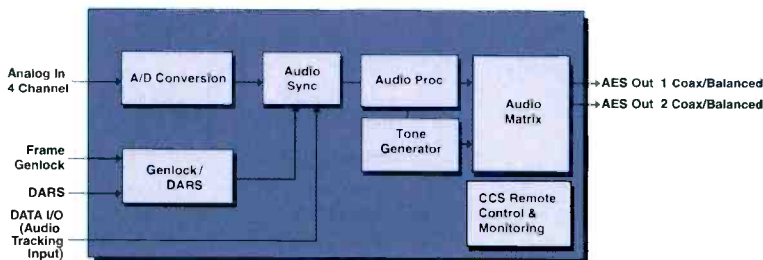 Analog In
4 Channel
A/D Conversion
Audio
Sync
Audio Proc
Audio
Matrix
AES Out 1 Coax/Balanced
AES Out 2 Coax/Balanced
Tone
Generator
Frame
Genlock
Genlock/
DARS
DARS
DATA I/O
(Audio
Tracking
Input)
CCS Remote
Control &
Monitoring